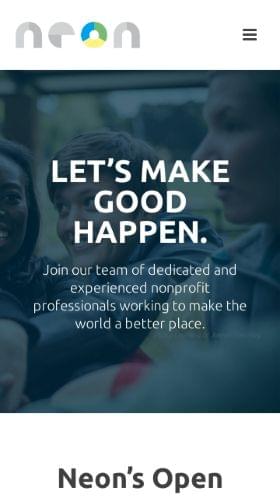 neon
LET’S MAKE
GOOD
HAPPEN.
Join our team of dedicated and
experienced nonprofit
professionals working to make the
world a better place.
Neon’s Open